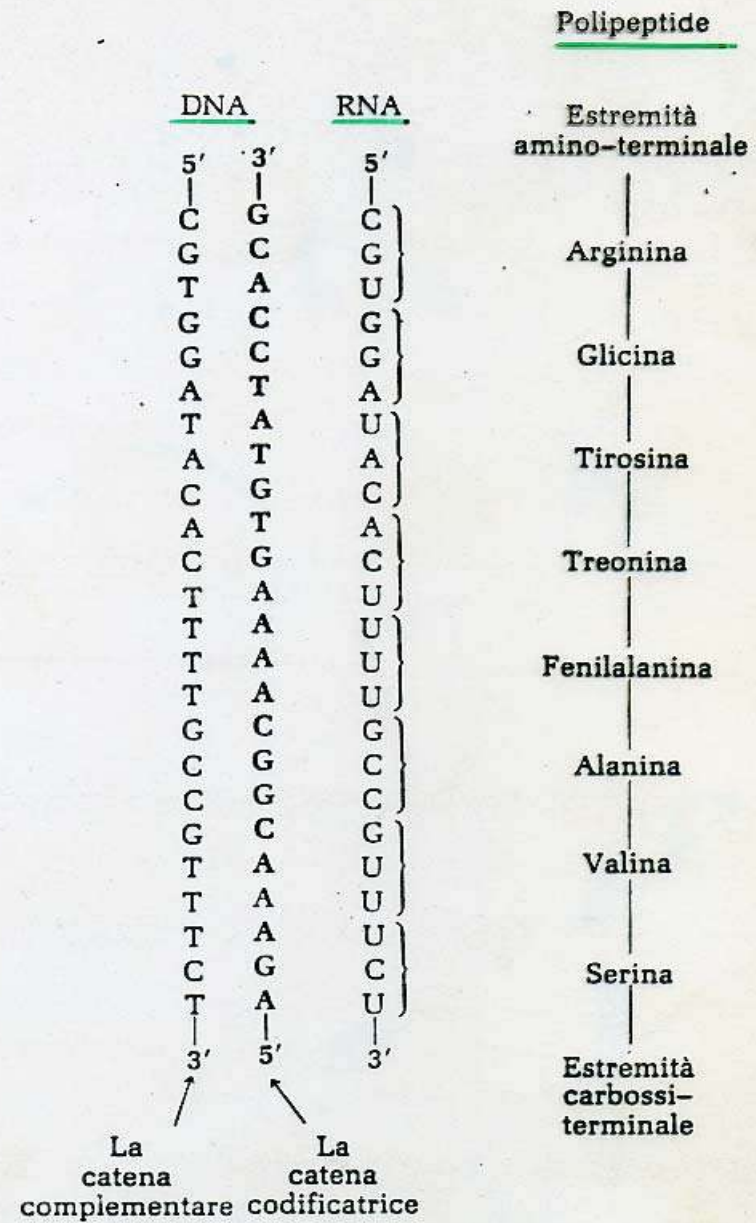 Polipeptide
DNA RNA Estremità
amino-terminale
5' 3' 5'
C G C
G C G Arginina
T A U
G C G
G C G Glicina
A T A
T A U
A T A Tirosina
C G C
A T A
C G C Treonina
T A U
T A U
T A U Fenilalanina
T A U
G C G
C G C Alanina
C G C
G C G
T A U Valina
T A U
T A U
C G C Serina
T A U
3' 5' 3' Estremità
carbossi-
terminale
La La
catena catena
complementare codificatrice